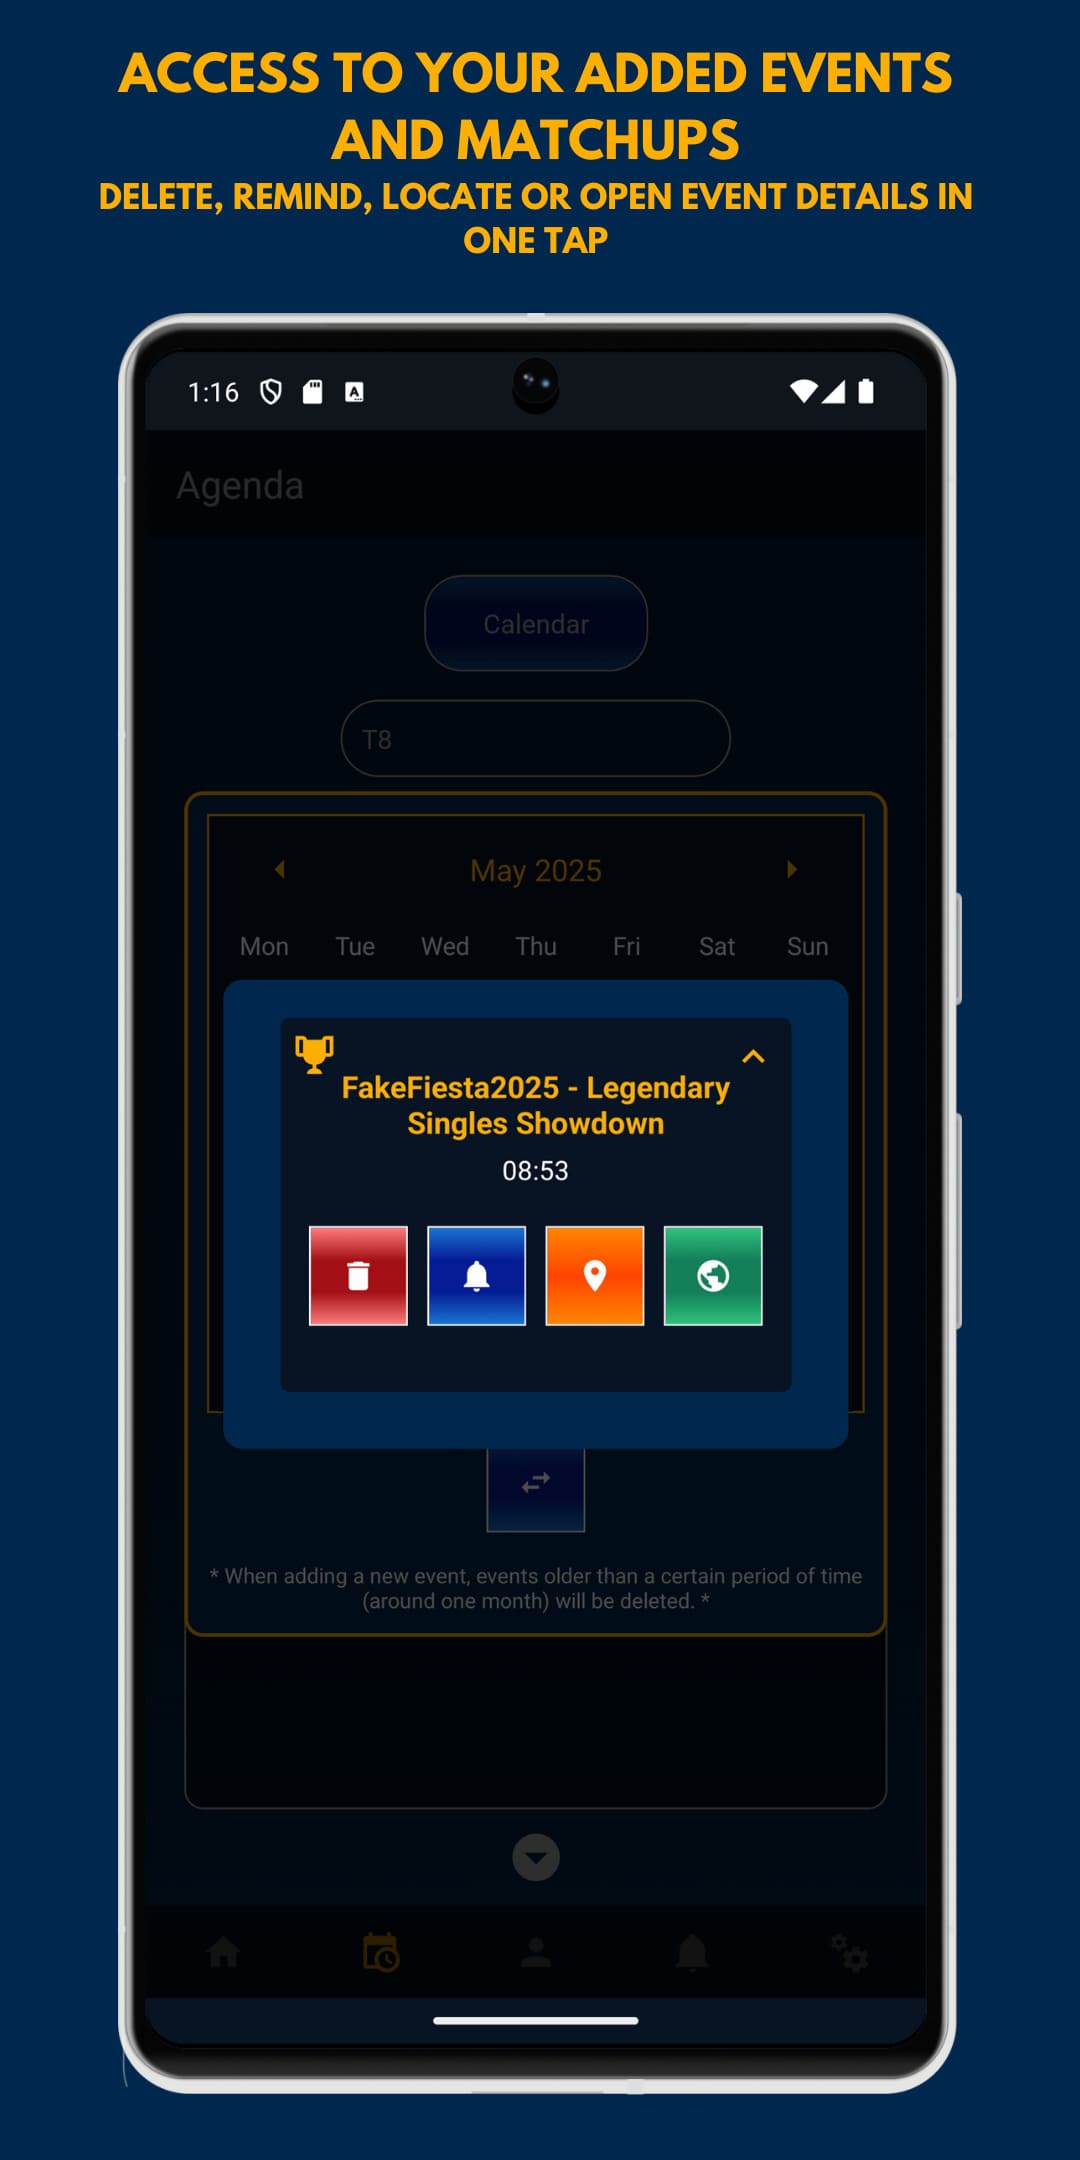 ACCESS TO YOUR ADDED EVENTS
AND MATCHUPS
DELETE, REMIND, LOCATE OR OPEN EVENT DETAILS IN
ONE TAP
1:16
A
Agenda
Calendar
T8
May 2025
Mon Tue Wed Thu Fri Sat Sun
FakeFiesta2025 - Legendary
Singles Showdown
08:53
* When adding a new event, events older than a certain period of time
(around one month) will be deleted. *